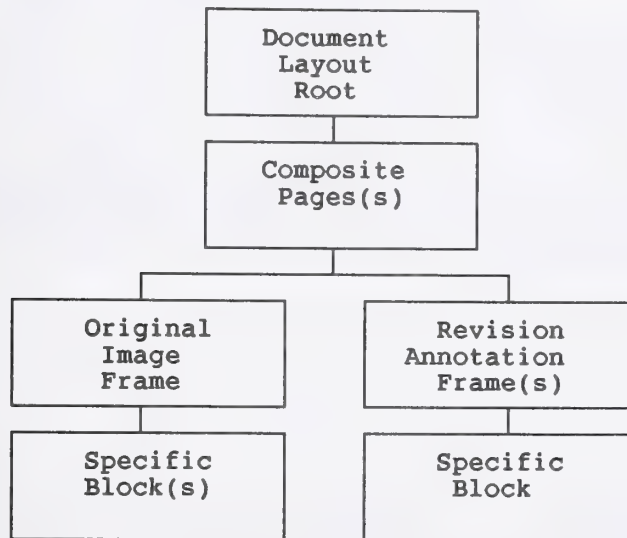 Document
Layout
Root
Composite
Pages(s)
Original
Image
Frame
Revision
Annotation
Frame(s)
Specific
Block(s)
Specific
Block